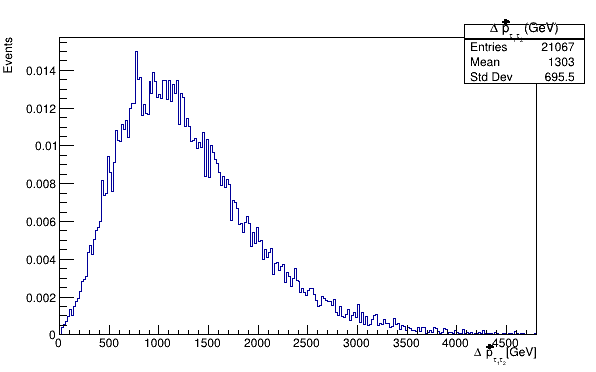 Δ p⃗τ₁τ₂ (GeV)
Entries 21067
Mean 1303
Std Dev 695.5
Events
0.014
0.012
0.01
0.008
0.006
0.004
0.002
0
0 500 1000 1500 2000 2500 3000 3500 4000 4500
Δ p⃗τ₁τ₂ [GeV]